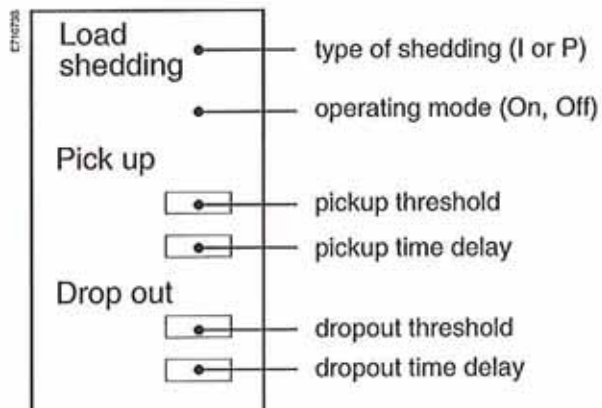 E71673S
Load
shedding
type of shedding (I or P)
operating mode (On, Off)
Pick up
pickup threshold
pickup time delay
Drop out
dropout threshold
dropout time delay